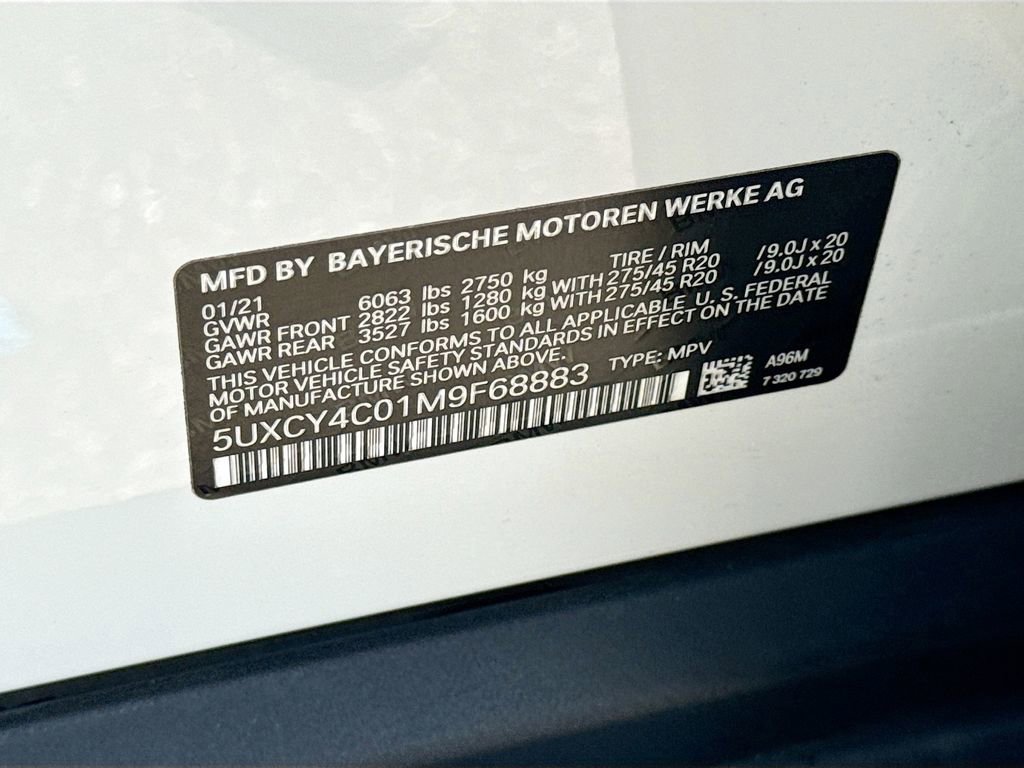 MFD BY BAYERISCHE MOTOREN WERKE AG
01/21 TIRE / RIM
GVWR 6063 lbs 2750 kg
GAWR FRONT 2822 lbs 1280 kg WITH 275/45 R20 /9.0J x 20
GAWR REAR 3527 lbs 1600 kg WITH 275/45 R20 /9.0J x 20
THIS VEHICLE CONFORMS TO ALL APPLICABLE U. S. FEDERAL
MOTOR VEHICLE SAFETY STANDARDS IN EFFECT ON THE DATE
OF MANUFACTURE SHOWN ABOVE.
5UXCY4C01M9F68883 TYPE: MPV A96M
7 320 729